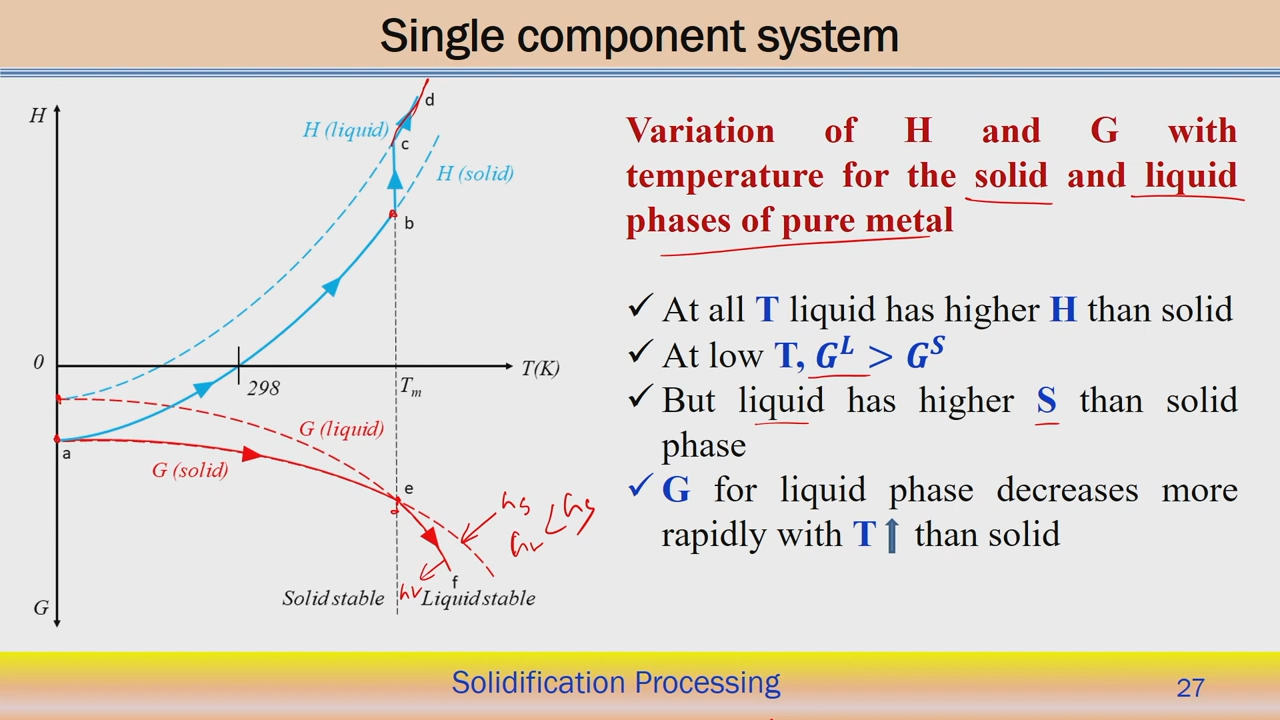 Single component system
H
H (liquid)
d
c
H (solid)
b
0
298
T_m
T(K)
a
G (liquid)
G (solid)
e
f
Solid stable
Liquid stable
G
Variation of H and G with
temperature for the solid and liquid
phases of pure metal
✓ At all T liquid has higher H than solid
✓ At low T, G^L > G^S
✓ But liquid has higher S than solid
phase
✓ G for liquid phase decreases more
rapidly with T⬆ than solid
Solidification Processing
27